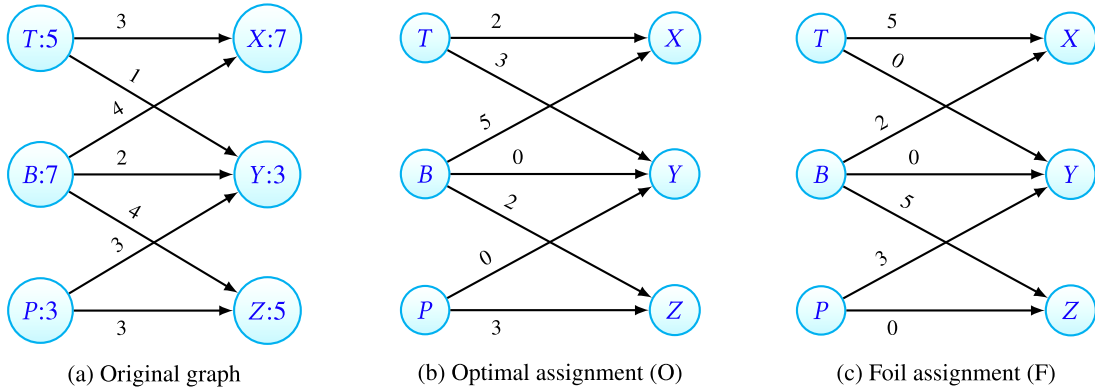 3
T:5
X:7
1
4
2
B:7
Y:3
4
3
P:3
Z:5
3
(a) Original graph
2
T
X
3
5
0
B
Y
2
0
P
Z
3
(b) Optimal assignment (O)
5
T
X
0
2
0
B
Y
5
3
P
Z
0
(c) Foil assignment (F)